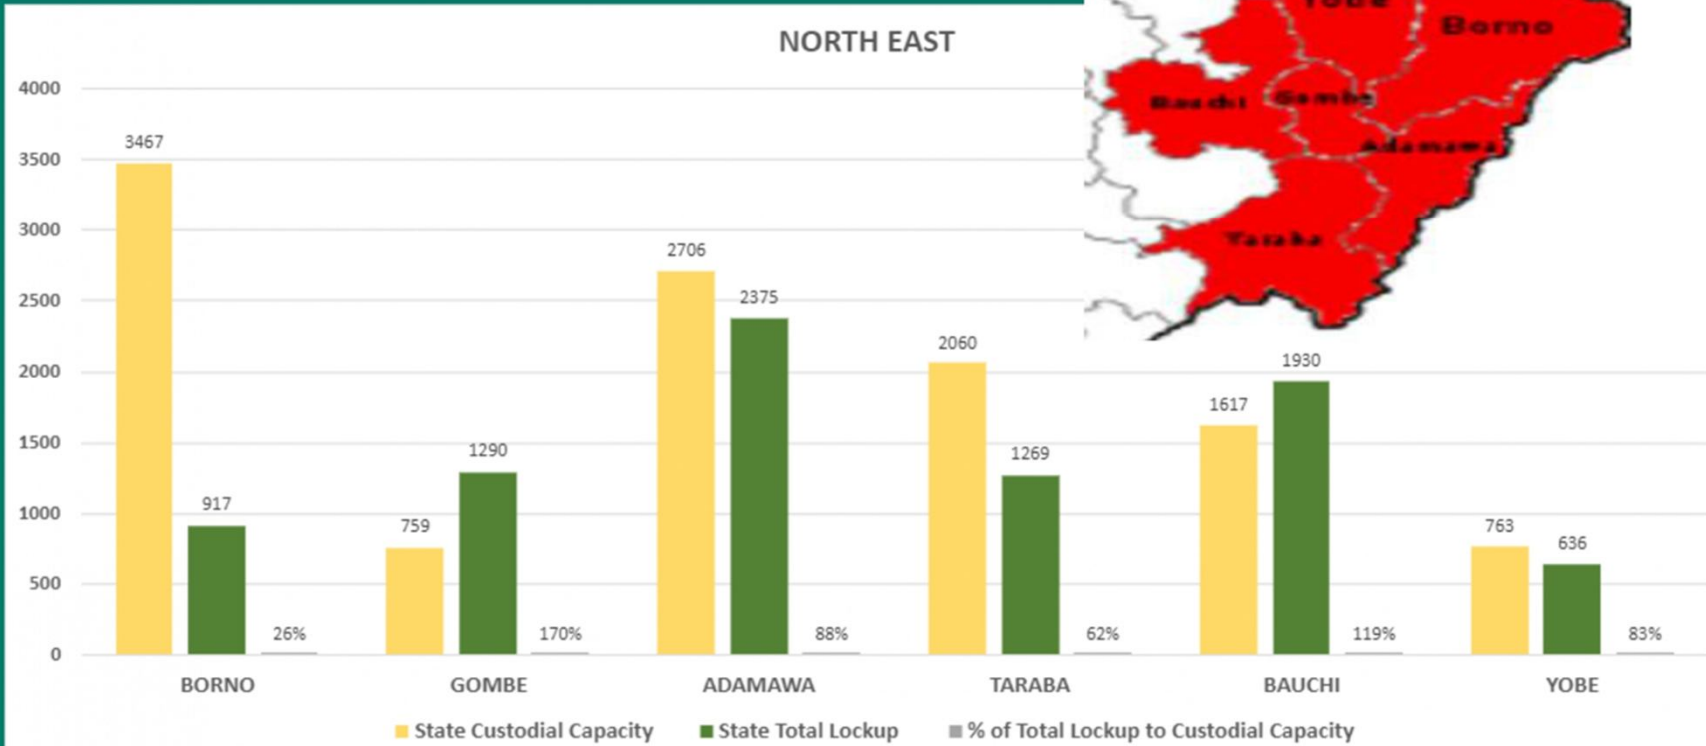 NORTH EAST
Yobe
Borno
Bauchi
Gombe
Adamawa
Taraba
4000
3500
3000
2500
2000
1500
1000
500
0
3467
917
26%
759
1290
170%
2706
2375
88%
2060
1269
62%
1617
1930
119%
763
636
83%
BORNO
GOMBE
ADAMAWA
TARABA
BAUCHI
YOBE
State Custodial Capacity
State Total Lockup
% of Total Lockup to Custodial Capacity